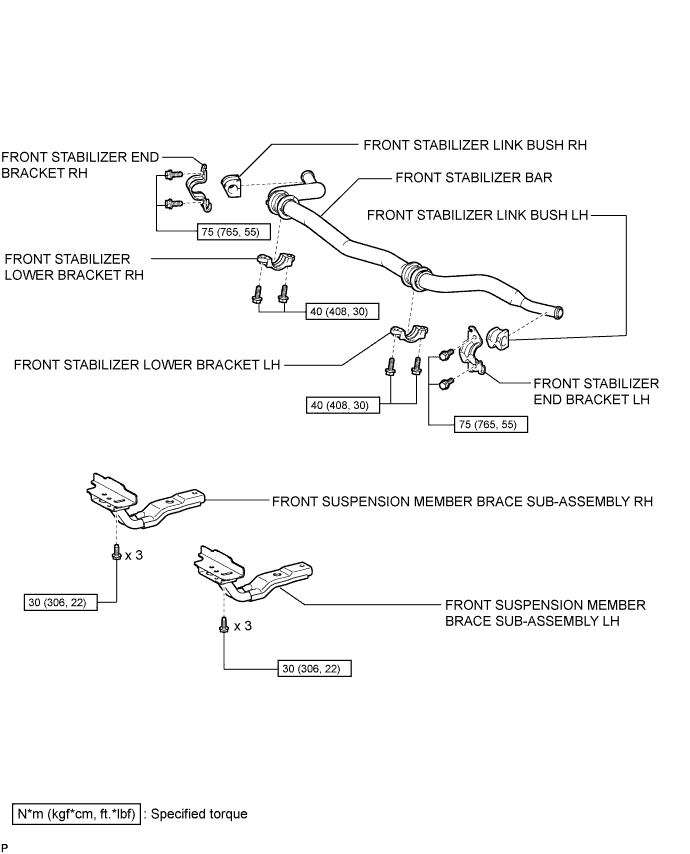 FRONT STABILIZER LINK BUSH RH
FRONT STABILIZER END
BRACKET RH
FRONT STABILIZER BAR
FRONT STABILIZER LINK BUSH LH
75 (765, 55)
FRONT STABILIZER
LOWER BRACKET RH
40 (408, 30)
FRONT STABILIZER LOWER BRACKET LH
FRONT STABILIZER
END BRACKET LH
40 (408, 30)
75 (765, 55)
FRONT SUSPENSION MEMBER BRACE SUB-ASSEMBLY RH
x 3
30 (306, 22)
FRONT SUSPENSION MEMBER
BRACE SUB-ASSEMBLY LH
x 3
30 (306, 22)
N*m (kgf*cm, ft.*lbf) : Specified torque
P